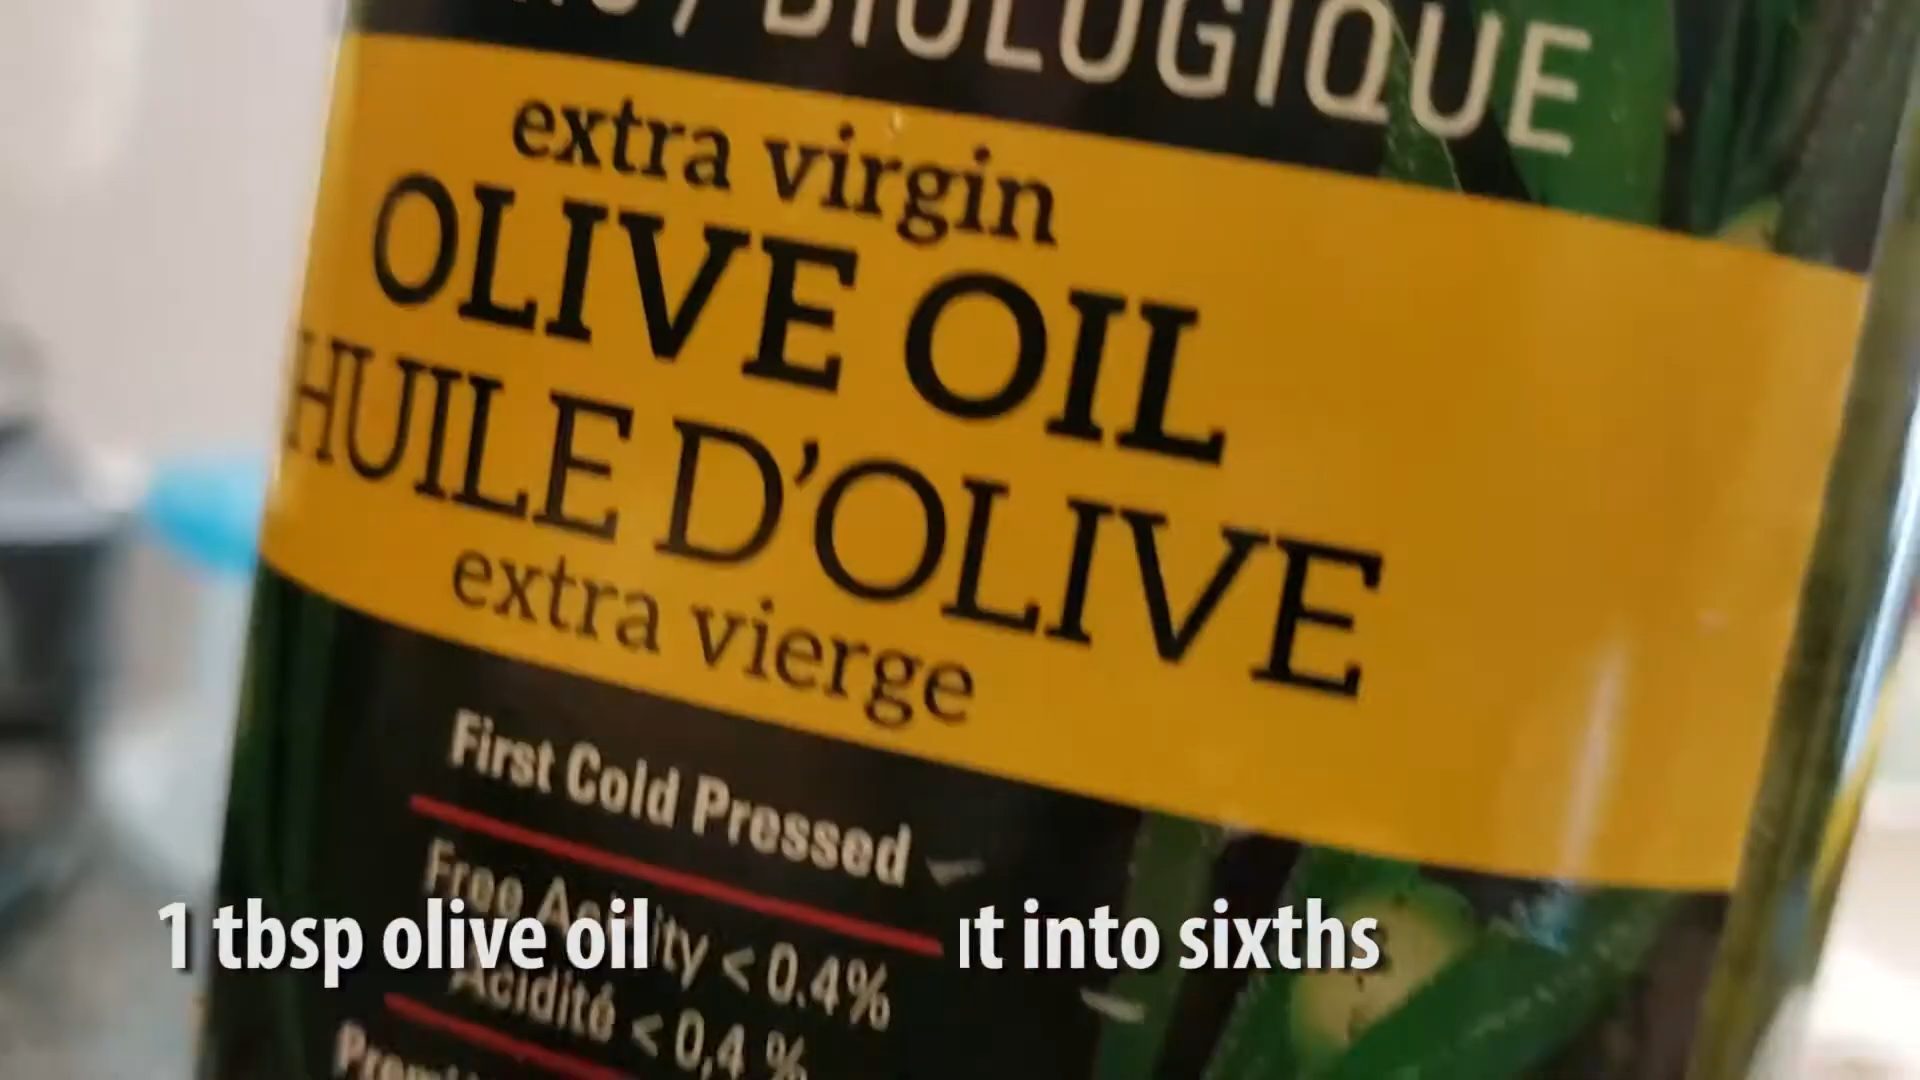 BIOLOGIQUE
extra virgin
OLIVE OIL
HUILE D'OLIVE
extra vierge
First Cold Pressed
Free Acidity < 0.4%
Acidité < 0,4 %
1 tbsp olive oil
into sixths